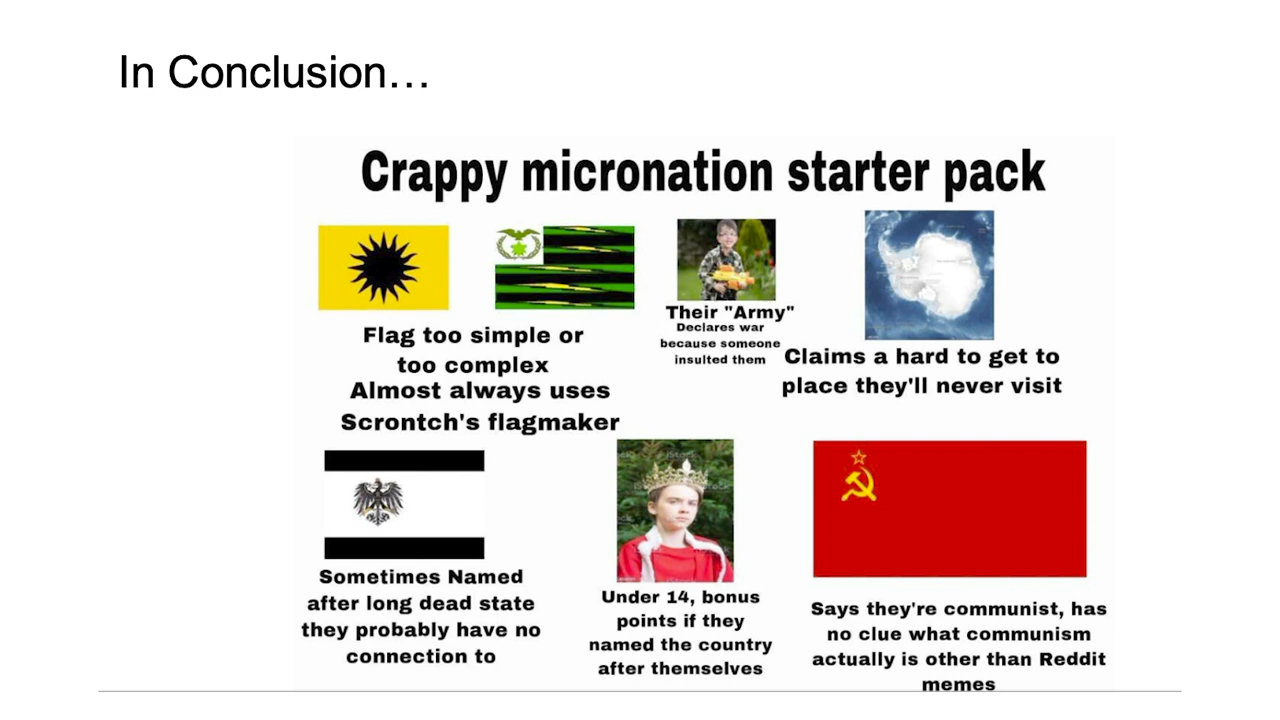 In Conclusion…
Crappy micronation starter pack
Flag too simple or
too complex
Almost always uses
Scrontch's flagmaker
Their "Army"
Declares war
because someone
insulted them
Claims a hard to get to
place they'll never visit
Sometimes Named
after long dead state
they probably have no
connection to
Under 14, bonus
points if they
named the country
after themselves
Says they're communist, has
no clue what communism
actually is other than Reddit
memes